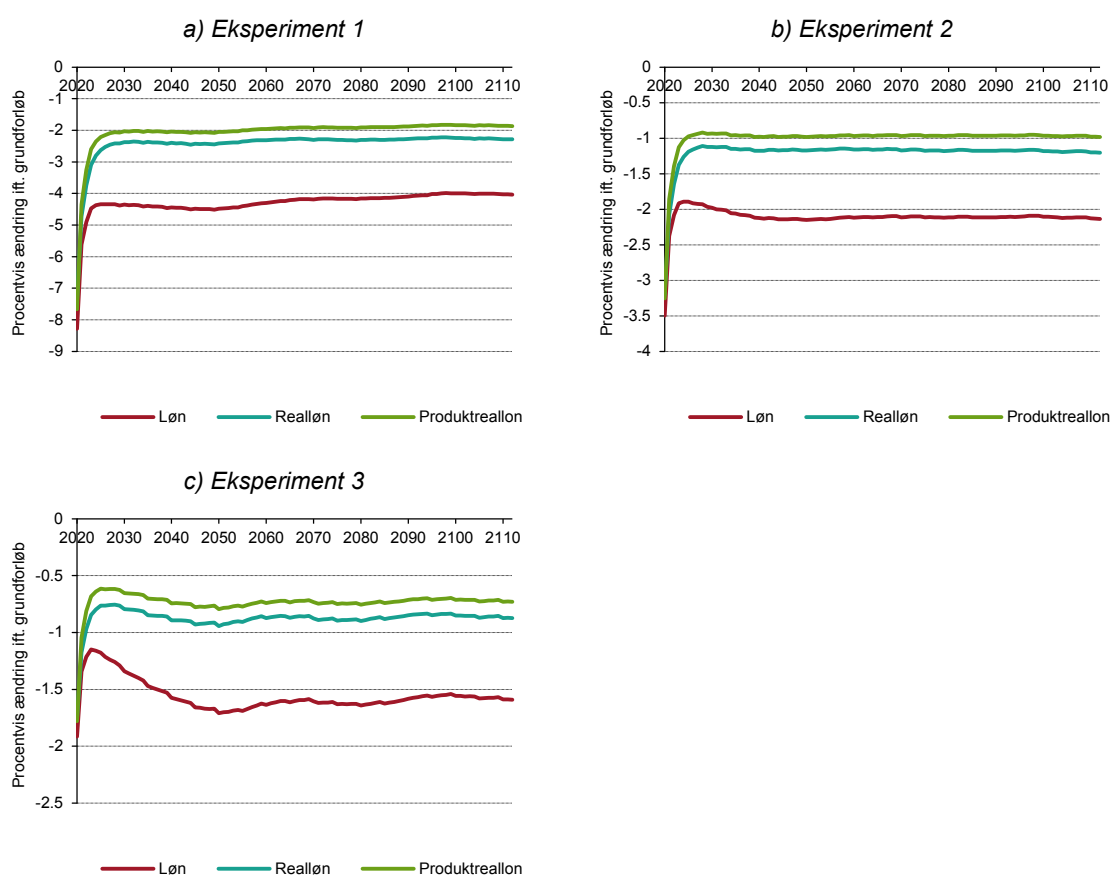 a) Eksperiment 1
Procentvis ændring ift. grundforløb
0
-1
-2
-3
-4
-5
-6
-7
-8
-9
2020 2030 2040 2050 2060 2070 2080 2090 2100 2110
Løn Realløn Produktreallon
b) Eksperiment 2
Procentvis ændring ift. grundforløb
0
-0.5
-1
-1.5
-2
-2.5
-3
-3.5
-4
2020 2030 2040 2050 2060 2070 2080 2090 2100 2110
Løn Realløn Produktreallon
c) Eksperiment 3
Procentvis ændring ift. grundforløb
0
-0.5
-1
-1.5
-2
-2.5
2020 2030 2040 2050 2060 2070 2080 2090 2100 2110
Løn Realløn Produktreallon